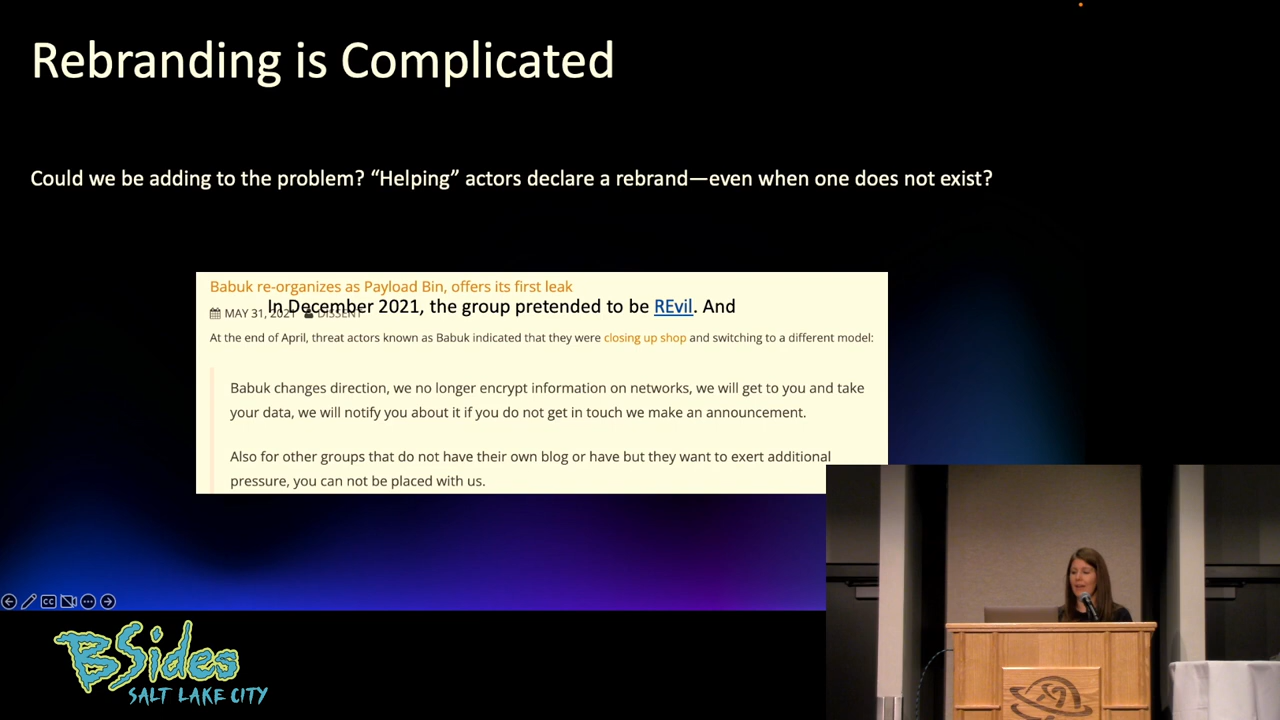 Rebranding is Complicated
Could we be adding to the problem? “Helping” actors declare a rebrand—even when one does not exist?
Babuk re-organizes as Payload Bin, offers its first leak
In December 2021, the group pretended to be REvil. And
MAY 31, 2021 DISSENT
At the end of April, threat actors known as Babuk indicated that they were closing up shop and switching to a different model:
Babuk changes direction, we no longer encrypt information on networks, we will get to you and take
your data, we will notify you about it if you do not get in touch we make an announcement.
Also for other groups that do not have their own blog or have but they want to exert additional
pressure, you can not be placed with us.
CC
BSides
SALT LAKE CITY